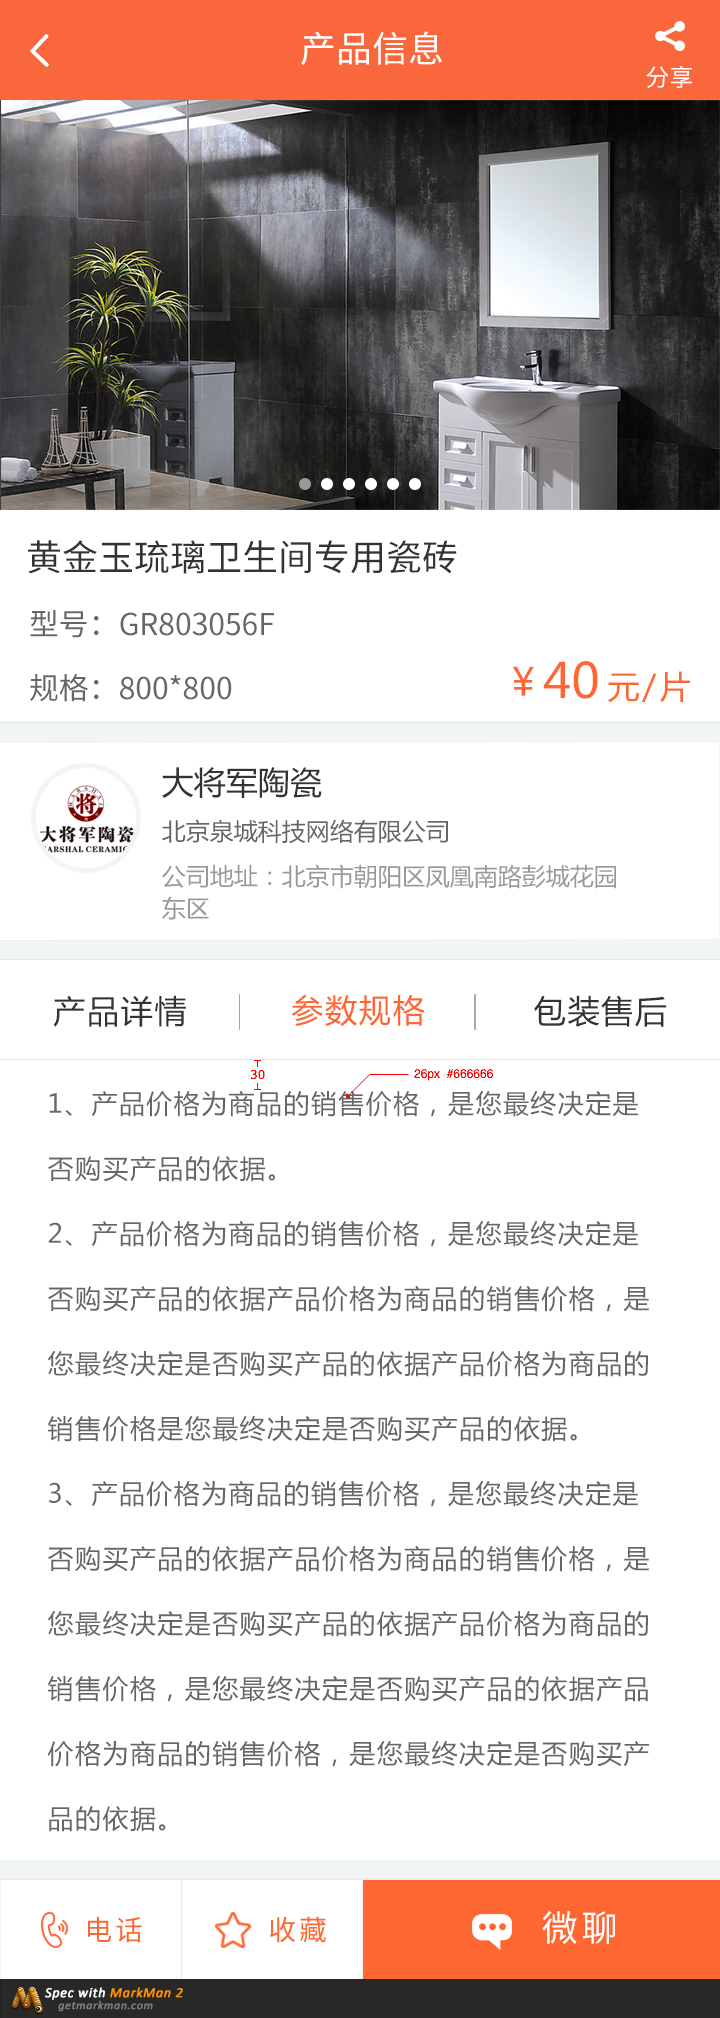 产品信息
分享
黄金玉琉璃卫生间专用瓷砖
型号：GR803056F
规格：800*800
¥ 40 元/片
将
大将军陶瓷
ARSHAL CERAMIC
大将军陶瓷
北京泉城科技网络有限公司
公司地址：北京市朝阳区凤凰南路彭城花园
东区
产品详情
参数规格
包装售后
30
26px #666666
1、产品价格为商品的销售价格，是您最终决定是
否购买产品的依据。
2、产品价格为商品的销售价格，是您最终决定是
否购买产品的依据产品价格为商品的销售价格，是
您最终决定是否购买产品的依据产品价格为商品的
销售价格是您最终决定是否购买产品的依据。
3、产品价格为商品的销售价格，是您最终决定是
否购买产品的依据产品价格为商品的销售价格，是
您最终决定是否购买产品的依据产品价格为商品的
销售价格，是您最终决定是否购买产品的依据产品
价格为商品的销售价格，是您最终决定是否购买产
品的依据。
电话
收藏
微聊
Spec with MarkMan 2
getmarkman.com